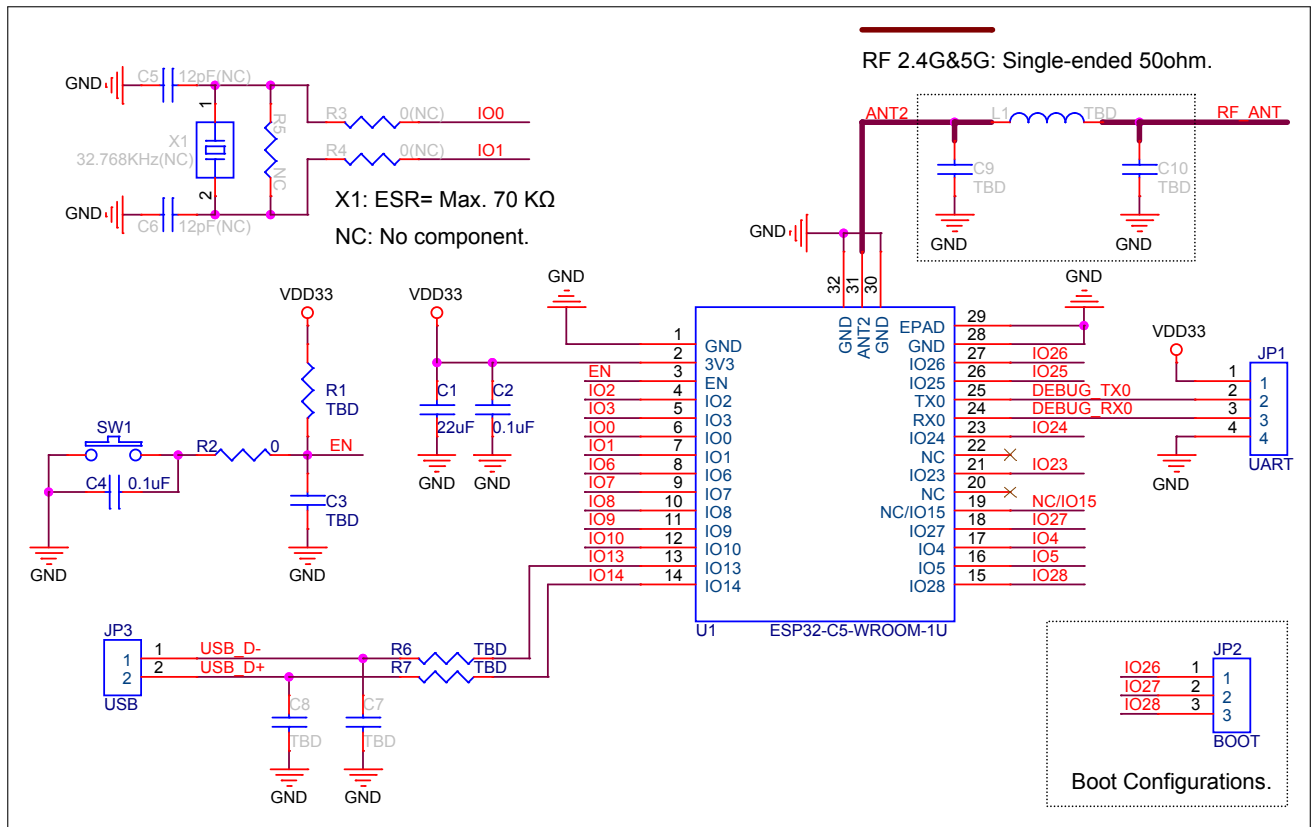 RF 2.4G&5G: Single-ended 50ohm.
GND C5 12pF(NC)
1
X1
32.768KHz(NC)
2
R5
NC
R3 0(NC) IO0
R4 0(NC) IO1
GND C6 12pF(NC)
X1: ESR= Max. 70 KΩ
NC: No component.
ANT2 L1 TBD RF_ANT
C9
TBD
GND
C10
TBD
GND
VDD33
R1
TBD
SW1
R2 0 EN
C4 0.1uF
C3
TBD
GND
GND
VDD33
C1
22uF
GND
C2
0.1uF
GND
GND
GND
32
31
30
GND
ANT2
GND
1 GND
2 3V3
EN 3 EN
IO2 4 IO2
IO3 5 IO3
IO0 6 IO0
IO1 7 IO1
IO6 8 IO6
IO7 9 IO7
IO8 10 IO8
IO9 11 IO9
IO10 12 IO10
IO13 13 IO13
IO14 14 IO14
GND
EPAD 29
GND 28
IO26 27 IO26
IO25 26 IO25
TX0 25 DEBUG_TX0
RX0 24 DEBUG_RX0
IO24 23 IO24
NC 22
IO23 21 IO23
NC 20
NC/IO15 19 NC/IO15
IO27 18 IO27
IO4 17 IO4
IO5 16 IO5
IO28 15 IO28
U1 ESP32-C5-WROOM-1U
VDD33
JP1
1 1
2 2
3 3
4 4
UART
GND
JP3
1 1 USB_D- R6 TBD
2 2 USB_D+ R7 TBD
USB
C8
TBD
GND
C7
TBD
GND
JP2
IO26 1 1
IO27 2 2
IO28 3 3
BOOT
Boot Configurations.